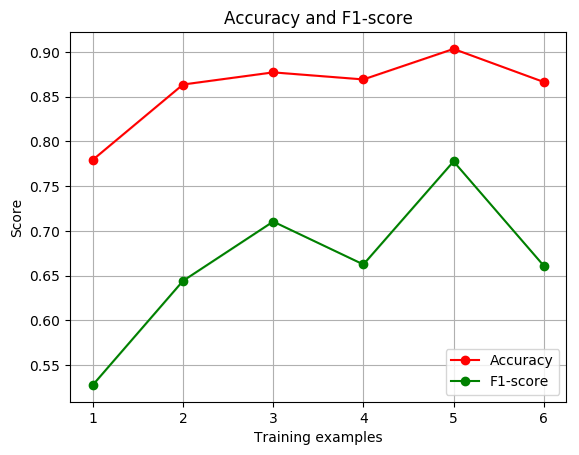 Accuracy and F1-score
Score
0.90
0.85
0.80
0.75
0.70
0.65
0.60
0.55
Accuracy
F1-score
1 2 3 4 5 6
Training examples